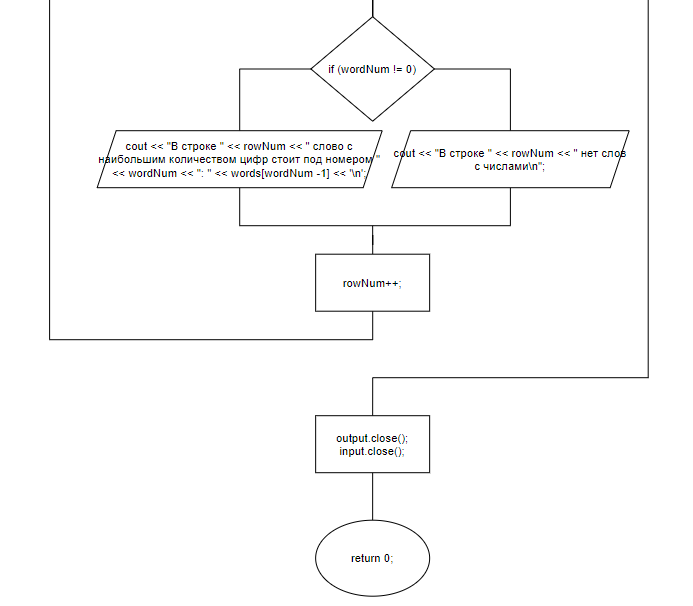 if (wordNum != 0)
cout << "В строке " << rowNum << " слово с
наибольшим количеством цифр стоит под номером "
<< wordNum << ": " << words[wordNum -1] << '\n';
cout << "В строке " << rowNum << " нет слов
с числами\n";
rowNum++;
output.close();
input.close();
return 0;